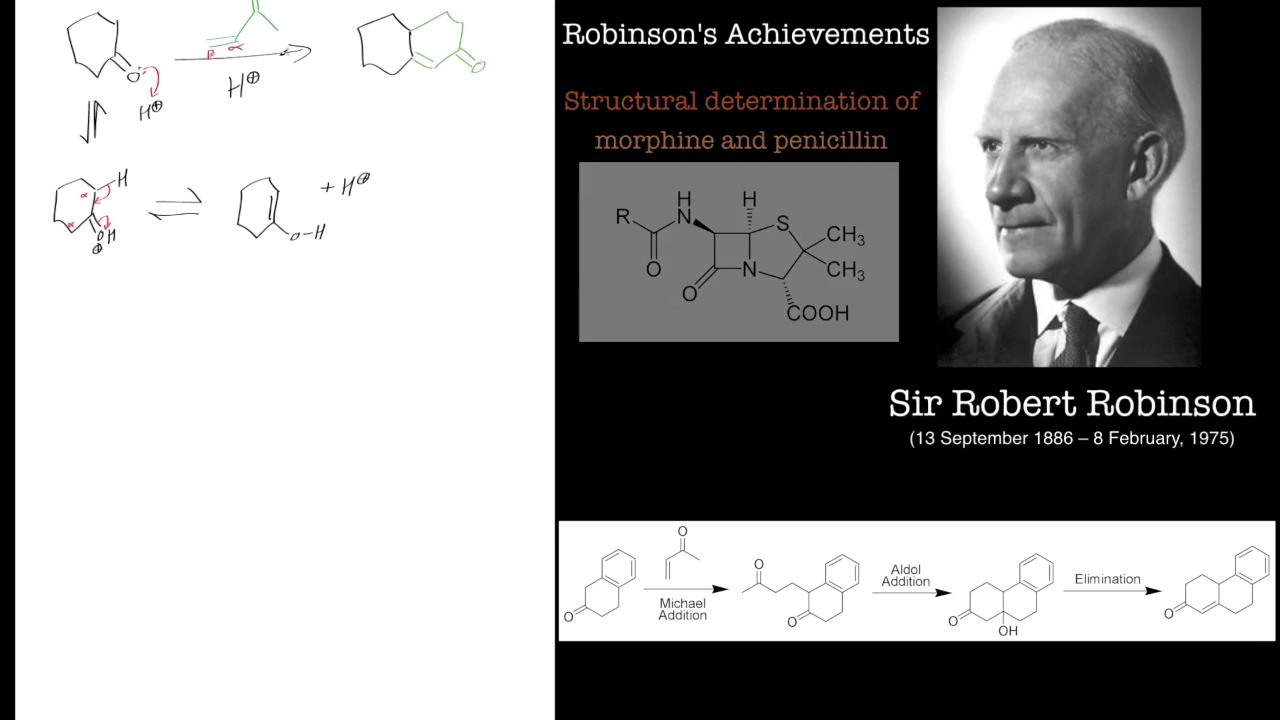 β α
O O
H⊕
H⊕
H + H⊕
α
α
OH O-H
⊕
Robinson's Achievements
Structural determination of
morphine and penicillin
H H
R N S CH3
N CH3
O O
COOH
Sir Robert Robinson
(13 September 1886 – 8 February, 1975)
O
Michael
Addition
O
O
O
Aldol
Addition
O
OH
Elimination
O